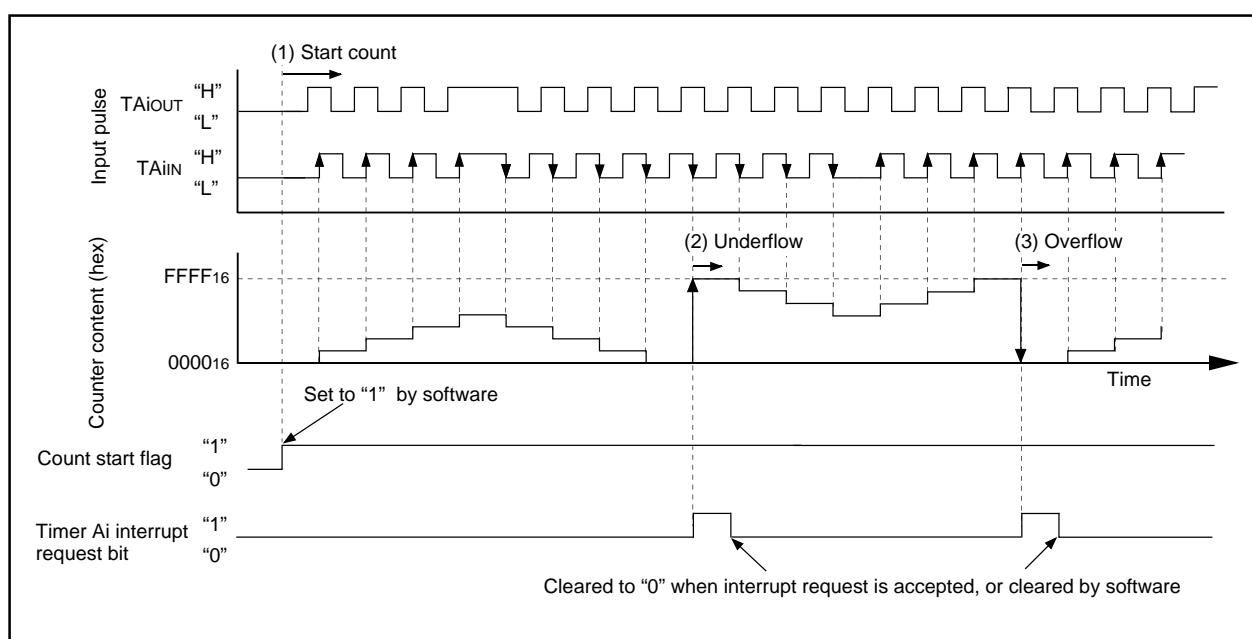 (1) Start count
Input pulse
TAiOUT
“H”
“L”
TAiIN
“H”
“L”
(2) Underflow
(3) Overflow
Counter content (hex)
FFFF16
000016
Time
Set to “1” by software
Count start flag
“1”
“0”
Timer Ai interrupt
request bit
“1”
“0”
Cleared to “0” when interrupt request is accepted, or cleared by software